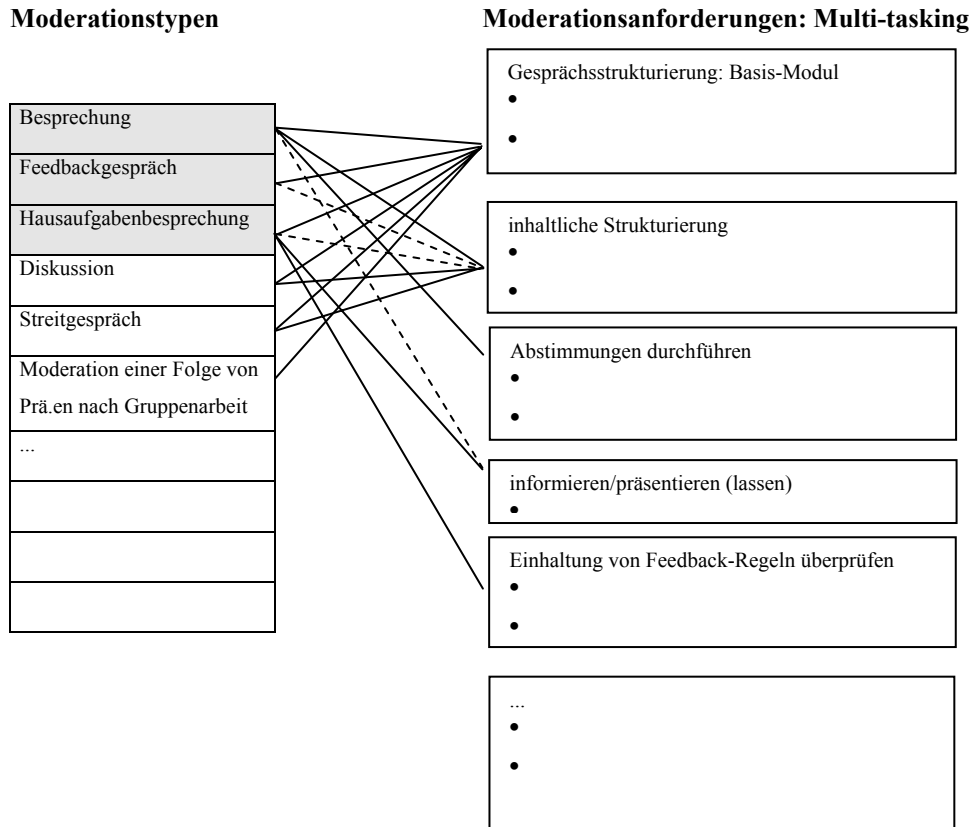 Moderationstypen
Moderationsanforderungen: Multi-tasking
Besprechung
Feedbackgespräch
Hausaufgabenbesprechung
Diskussion
Streitgespräch
Moderation einer Folge von
Prä.en nach Gruppenarbeit
...
Gesprächsstrukturierung: Basis-Modul
•
•
inhaltliche Strukturierung
•
•
Abstimmungen durchführen
•
•
informieren/präsentieren (lassen)
•
Einhaltung von Feedback-Regeln überprüfen
•
•
...
•
•